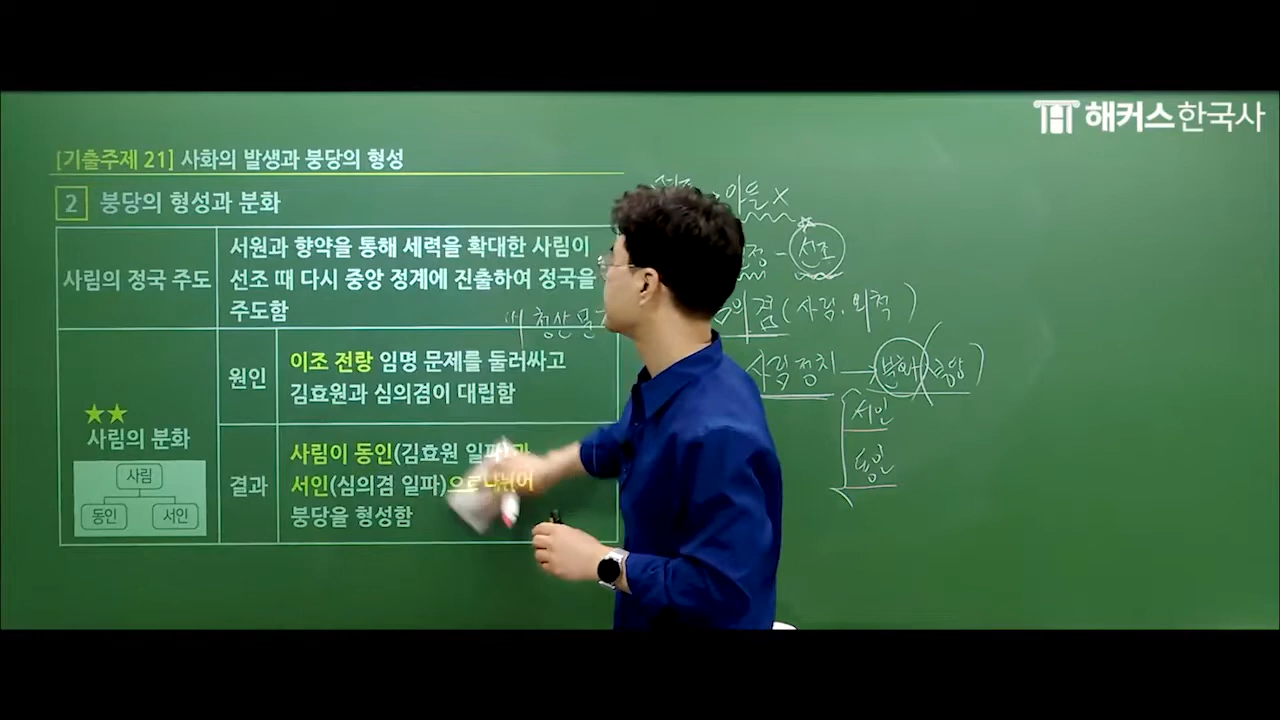 해커스한국사
[기출주제 21] 사화의 발생과 붕당의 형성
2 붕당의 형성과 분화
사림의 정국 주도
서원과 향약을 통해 세력을 확대한 사림이
선조 때 다시 중앙 정계에 진출하여 정국을
주도함
★★
사림의 분화
사림
동인 서인
원인
이조 전랑 임명 문제를 둘러싸고
김효원과 심의겸이 대립함
결과
사림이 동인(김효원 일파)과
서인(심의겸 일파)으로 나뉘어
붕당을 형성함
아들 X
선조
의겸(사림, 외척)
사림정치
분화
서인
동인